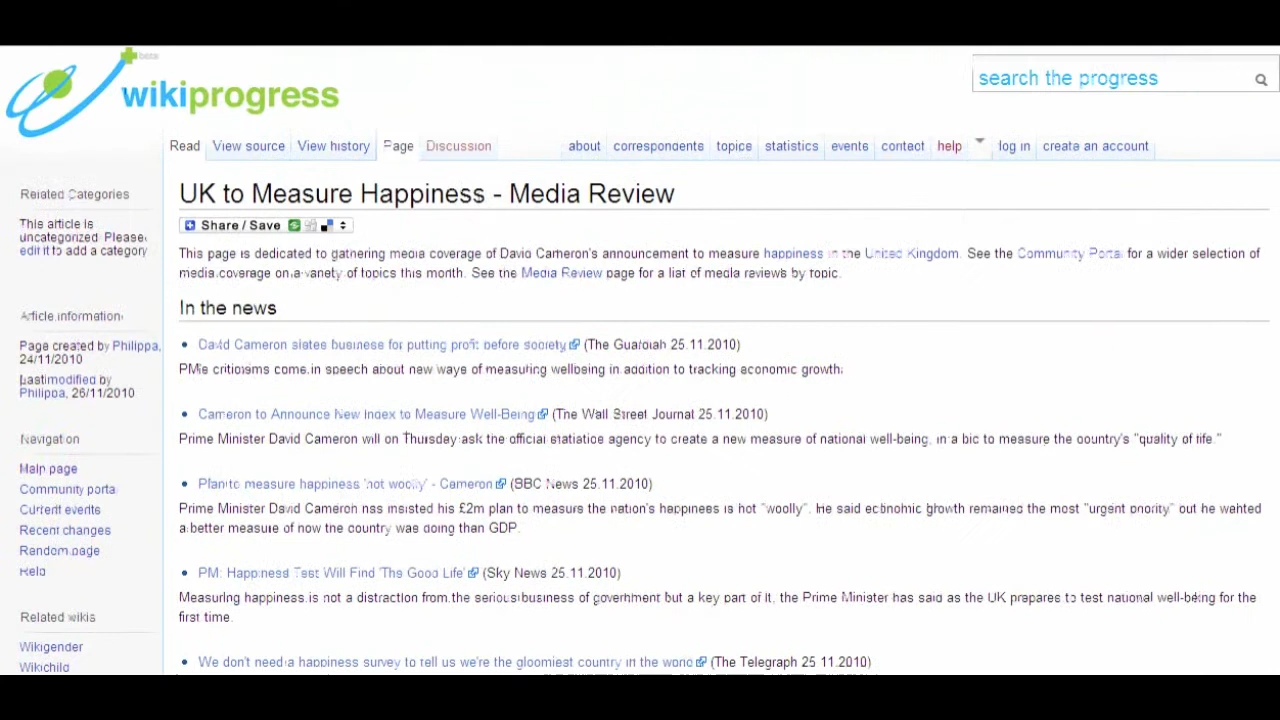 beta
wikiprogress
search the progress
Read View source View history Page Discussion about correspondents topics statistics events contact help log in create an account
Related Categories
This article is
uncategorized. Please
edit it to add a category
Article information
Page created by Philippa,
24/11/2010
Last modified by
Philippa, 26/11/2010
Navigation
Main page
Community portal
Current events
Recent changes
Random page
Help
Related wikis
Wikigender
Wikichild
UK to Measure Happiness - Media Review
Share / Save
This page is dedicated to gathering media coverage of David Cameron's announcement to measure happiness in the United Kingdom. See the Community Portal for a wider selection of
media coverage on a variety of topics this month. See the Media Review page for a list of media reviews by topic.
In the news
David Cameron slates business for putting profit before society (The Guardian 25.11.2010)
PM's criticisms come in speech about new ways of measuring wellbeing in addition to tracking economic growth.
Cameron to Announce New Index to Measure Well-Being (The Wall Street Journal 25.11.2010)
Prime Minister David Cameron will on Thursday ask the official statistics agency to create a new measure of national well-being, in a bid to measure the country's "quality of life."
Plan to measure happiness 'not woolly' - Cameron (BBC News 25.11.2010)
Prime Minister David Cameron has insisted his £2m plan to measure the nation's happiness is not "woolly". He said economic growth remained the most "urgent priority" but he wanted
a better measure of how the country was doing than GDP.
PM: Happiness Test Will Find 'The Good Life' (Sky News 25.11.2010)
Measuring happiness is not a distraction from the serious business of government but a key part of it, the Prime Minister has said as the UK prepares to test national well-being for the
first time.
We don't need a happiness survey to tell us we're the gloomiest country in the world (The Telegraph 25.11.2010)